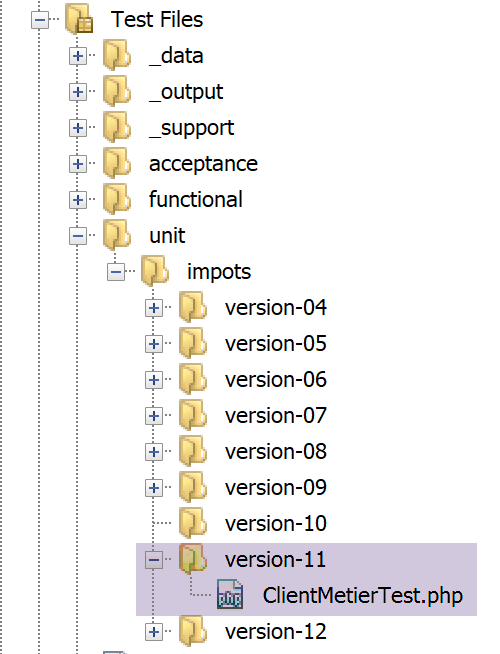 Test Files
_data
_output
_support
acceptance
functional
unit
impots
version-04
version-05
version-06
version-07
version-08
version-09
version-10
version-11
ClientMetierTest.php
version-12